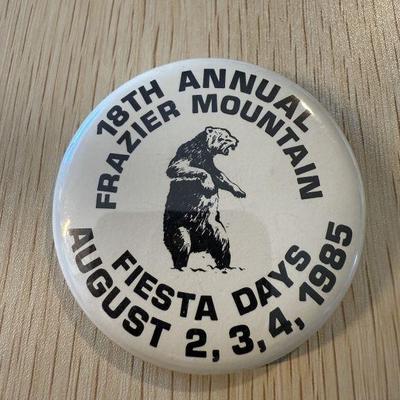 18TH ANNUAL
FRAZIER MOUNTAIN
FIESTA DAYS
AUGUST 2,3,4,1985